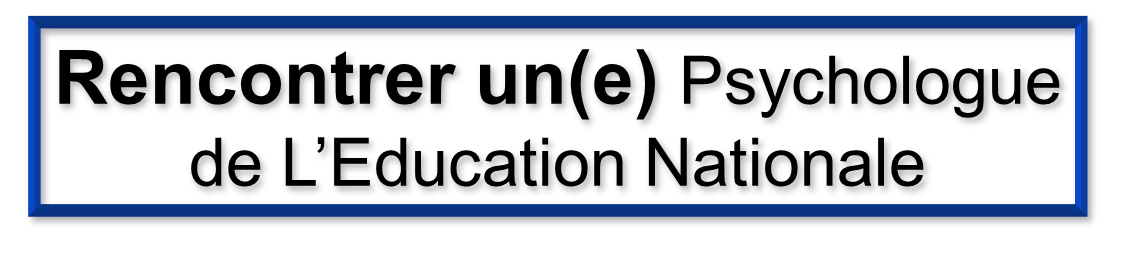 Rencontrer un(e) Psychologue
de L’Education Nationale